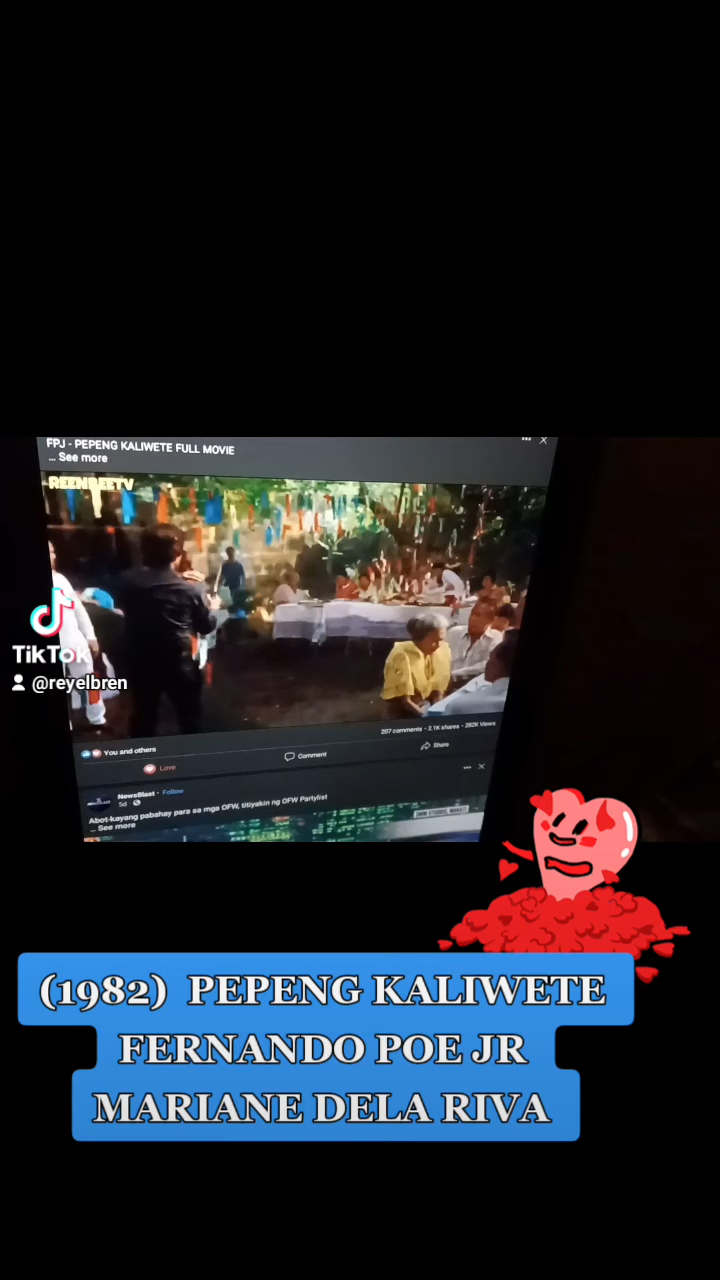 FPJ - PEPENG KALIWETE FULL MOVIE
... See more
REENBEETV
TikTok
@reyelbren
207 comments • 2.1K shares • 282K Views
You and others
Love
Comment
Share
NewsBlast • Follow
5d
Abot-kayang pabahay para sa mga OFW, titiyakin ng OFW Partylist
... See more
(1982) PEPENG KALIWETE
FERNANDO POE JR
MARIANE DELA RIVA